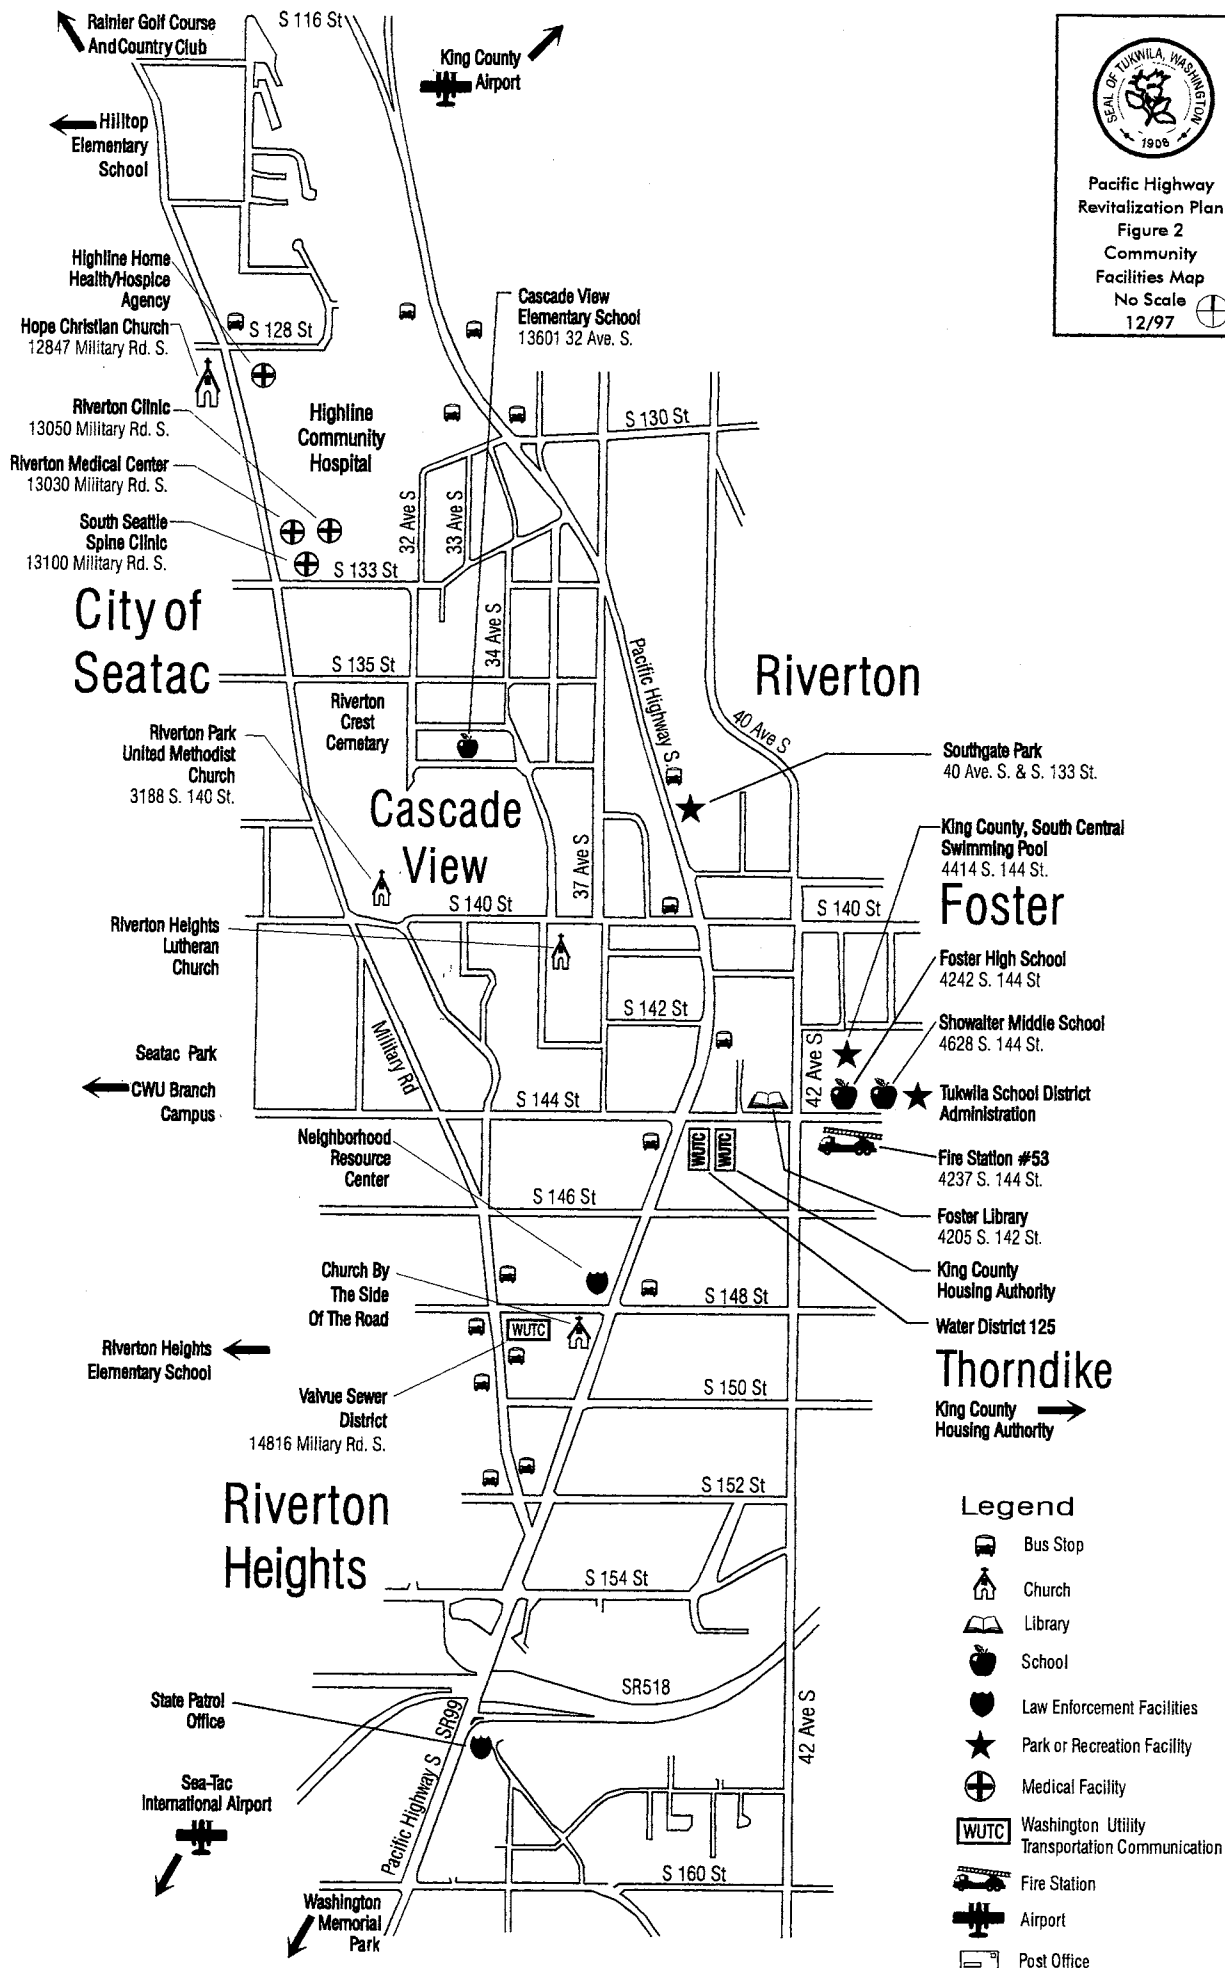 Rainier Golf Course
And Country Club
S 116 St
King County
Airport
SEAL OF TUKWILA, WASHINGTON
1908
Pacific Highway
Revitalization Plan
Figure 2
Community
Facilities Map
No Scale
12/97
Hilltop
Elementary
School
Highline Home
Health/Hospice
Agency
Hope Christian Church
12847 Military Rd. S.
S 128 St
Cascade View
Elementary School
13601 32 Ave. S.
Riverton Clinic
13050 Military Rd. S.
Riverton Medical Center
13030 Military Rd. S.
South Seattle
Spine Clinic
13100 Military Rd. S.
Highline
Community
Hospital
S 130 St
32 Ave S
33 Ave S
S 133 St
34 Ave S
City of
Seatac
S 135 St
Pacific Highway S.
Riverton
40 Ave S
Riverton
Crest
Cemetary
Riverton Park
United Methodist
Church
3188 S. 140 St.
Southgate Park
40 Ave. S. & S. 133 St.
Cascade
View
37 Ave S
King County, South Central
Swimming Pool
4414 S. 144 St.
S 140 St
S 140 St
Foster
Riverton Heights
Lutheran
Church
Foster High School
4242 S. 144 St
S 142 St
Showalter Middle School
4628 S. 144 St.
Military Rd
42 Ave S
Seatac Park
CWU Branch
Campus
S 144 St
Tukwila School District
Administration
Neighborhood
Resource
Center
WUTC
WUTC
Fire Station #53
4237 S. 144 St.
S 146 St
Foster Library
4205 S. 142 St.
Church By
The Side
Of The Road
King County
Housing Authority
S 148 St
WUTC
Water District 125
Riverton Heights
Elementary School
Thorndike
S 150 St
Valvue Sewer
District
14816 Miliary Rd. S.
King County
Housing Authority
S 152 St
Riverton
Heights
S 154 St
Legend
Bus Stop
Church
Library
School
Law Enforcement Facilities
Park or Recreation Facility
Medical Facility
WUTC
Washington Utility
Transportation Communication
Fire Station
Airport
Post Office
SR518
State Patrol
Office
SR99
Pacific Highway S
42 Ave S
Sea-Tac
International Airport
S 160 St
Washington
Memorial
Park